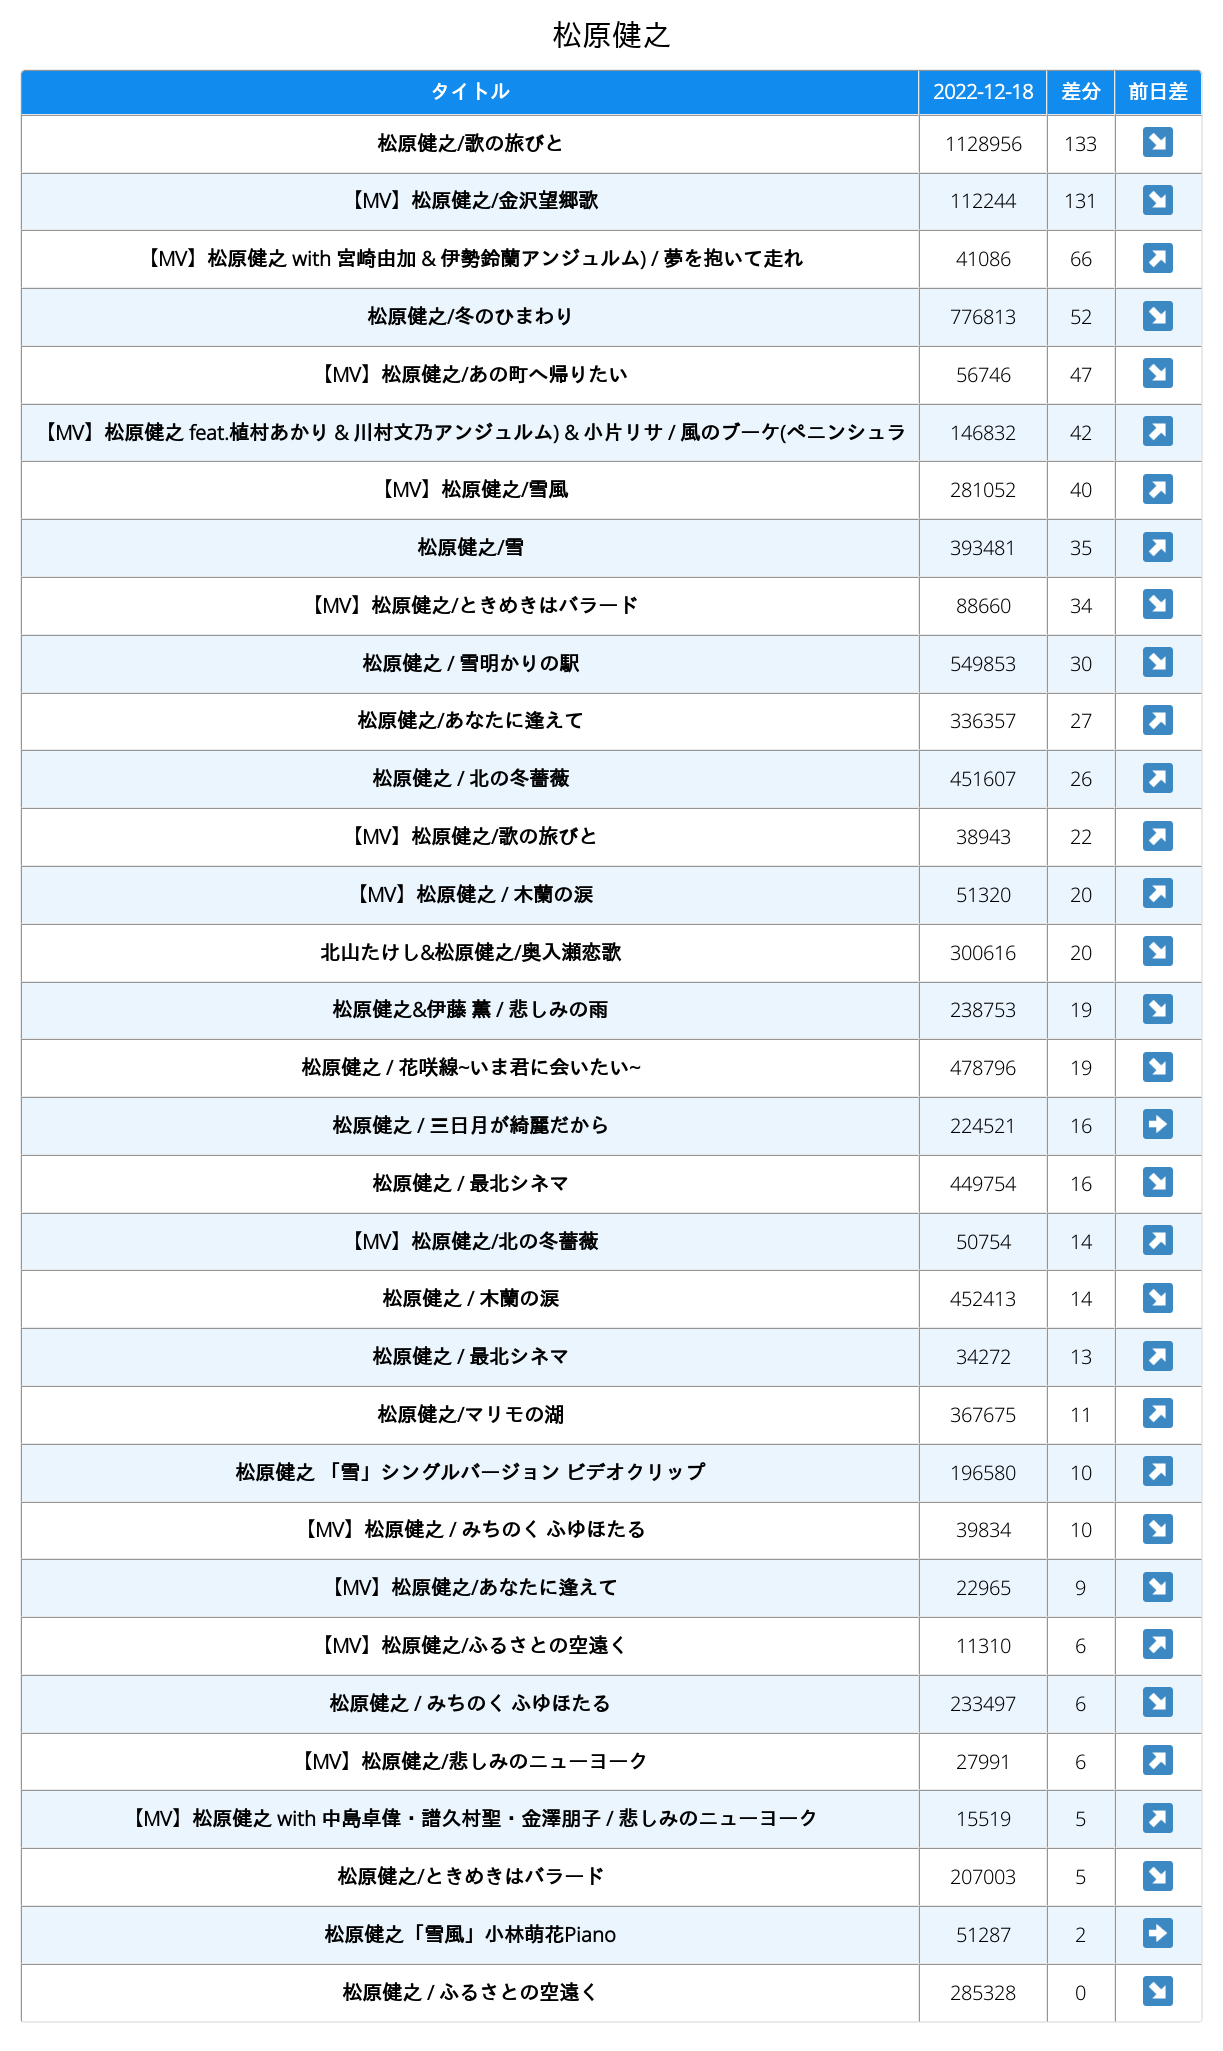 松原健之
タイトル 2022-12-18 差分 前日差
松原健之/歌の旅びと 1128956 133 ↘
【MV】松原健之/金沢望郷歌 112244 131 ↘
【MV】松原健之 with 宮崎由加 & 伊勢鈴蘭アンジュルム) / 夢を抱いて走れ 41086 66 ↗
松原健之/冬のひまわり 776813 52 ↘
【MV】松原健之/あの町へ帰りたい 56746 47 ↘
【MV】松原健之 feat.植村あかり & 川村文乃アンジュルム) & 小片リサ / 風のブーケ(ペニンシュラ 146832 42 ↗
【MV】松原健之/雪風 281052 40 ↗
松原健之/雪 393481 35 ↗
【MV】松原健之/ときめきはバラード 88660 34 ↘
松原健之 / 雪明かりの駅 549853 30 ↘
松原健之/あなたに逢えて 336357 27 ↗
松原健之 / 北の冬薔薇 451607 26 ↗
【MV】松原健之/歌の旅びと 38943 22 ↗
【MV】松原健之 / 木蘭の涙 51320 20 ↗
北山たけし&松原健之/奥入瀬恋歌 300616 20 ↘
松原健之&伊藤 薫 / 悲しみの雨 238753 19 ↘
松原健之 / 花咲線~いま君に会いたい~ 478796 19 ↘
松原健之 / 三日月が綺麗だから 224521 16 ➡
松原健之 / 最北シネマ 449754 16 ↘
【MV】松原健之/北の冬薔薇 50754 14 ↗
松原健之 / 木蘭の涙 452413 14 ↘
松原健之 / 最北シネマ 34272 13 ↗
松原健之/マリモの湖 367675 11 ↗
松原健之 「雪」シングルバージョン ビデオクリップ 196580 10 ↗
【MV】松原健之 / みちのく ふゆほたる 39834 10 ↘
【MV】松原健之/あなたに逢えて 22965 9 ↘
【MV】松原健之/ふるさとの空遠く 11310 6 ↗
松原健之 / みちのく ふゆほたる 233497 6 ↘
【MV】松原健之/悲しみのニューヨーク 27991 6 ↗
【MV】松原健之 with 中島卓偉・譜久村聖・金澤朋子 / 悲しみのニューヨーク 15519 5 ↗
松原健之/ときめきはバラード 207003 5 ↘
松原健之「雪風」小林萌花Piano 51287 2 ➡
松原健之 / ふるさとの空遠く 285328 0 ↘